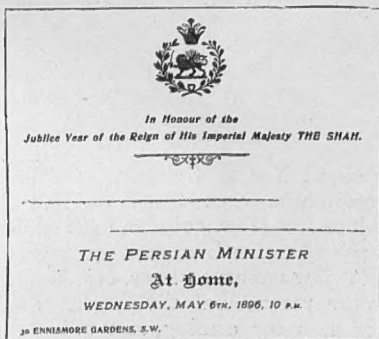 In Honour of the
Jubilee Year of the Reign of His Imperial Majesty THE SHAH.
THE PERSIAN MINISTER
At Home,
WEDNESDAY, MAY 6TH, 1896, 10 P.M.
30 ENNISMORE GARDENS, S.W.